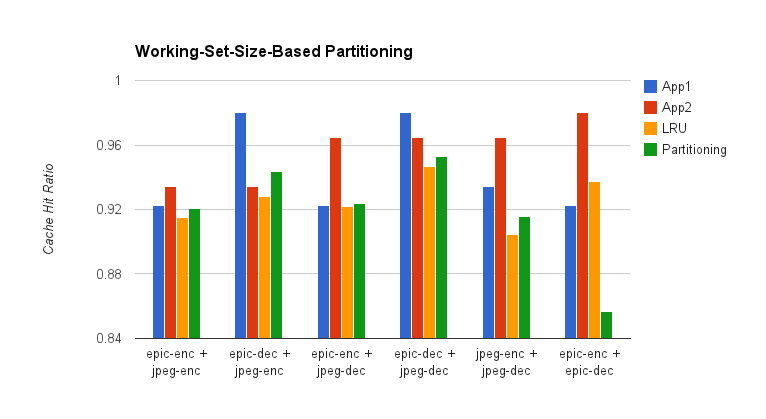 Working-Set-Size-Based Partitioning
1
0.96
0.92
0.88
0.84
Cache Hit Ratio
App1
App2
LRU
Partitioning
epic-enc +
jpeg-enc
epic-dec +
jpeg-enc
epic-enc +
jpeg-dec
epic-dec +
jpeg-dec
jpeg-enc +
jpeg-dec
epic-enc +
epic-dec